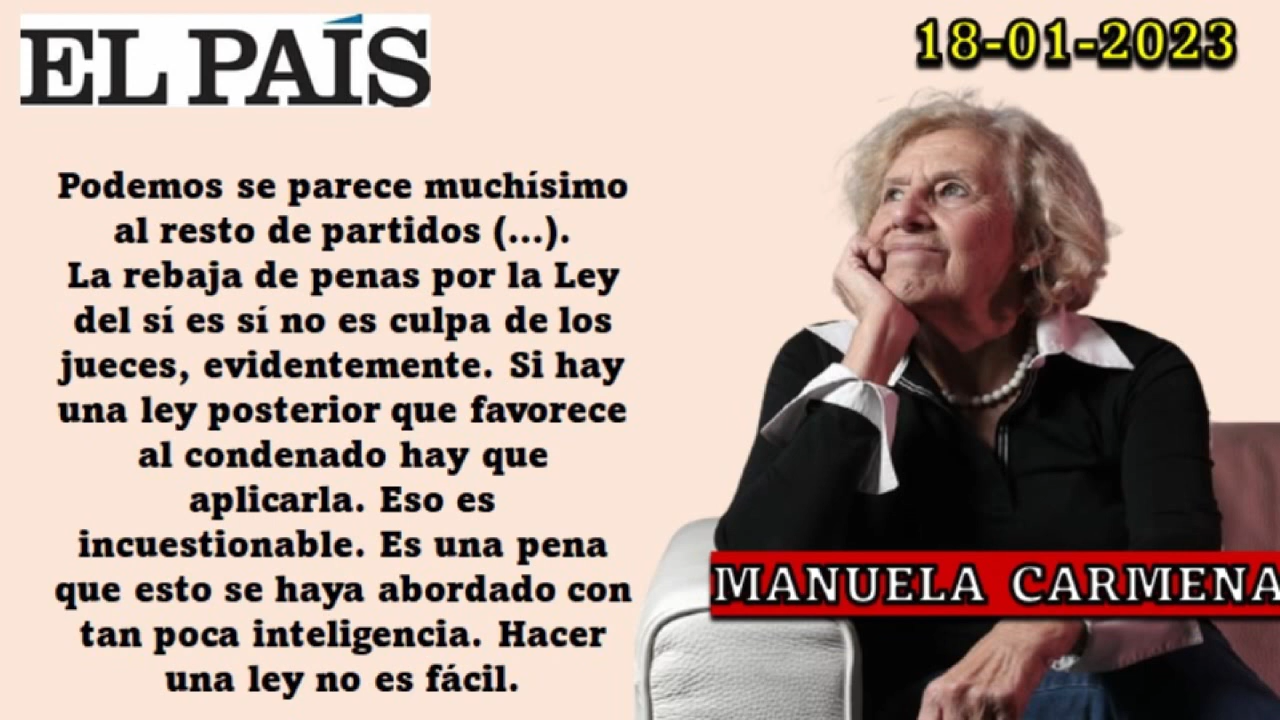 EL PAÍS
18-01-2023
Podemos se parece muchísimo
al resto de partidos (...).
La rebaja de penas por la Ley
del sí es sí no es culpa de los
jueces, evidentemente. Si hay
una ley posterior que favorece
al condenado hay que
aplicarla. Eso es
incuestionable. Es una pena
que esto se haya abordado con
tan poca inteligencia. Hacer
una ley no es fácil.
MANUELA CARMENA